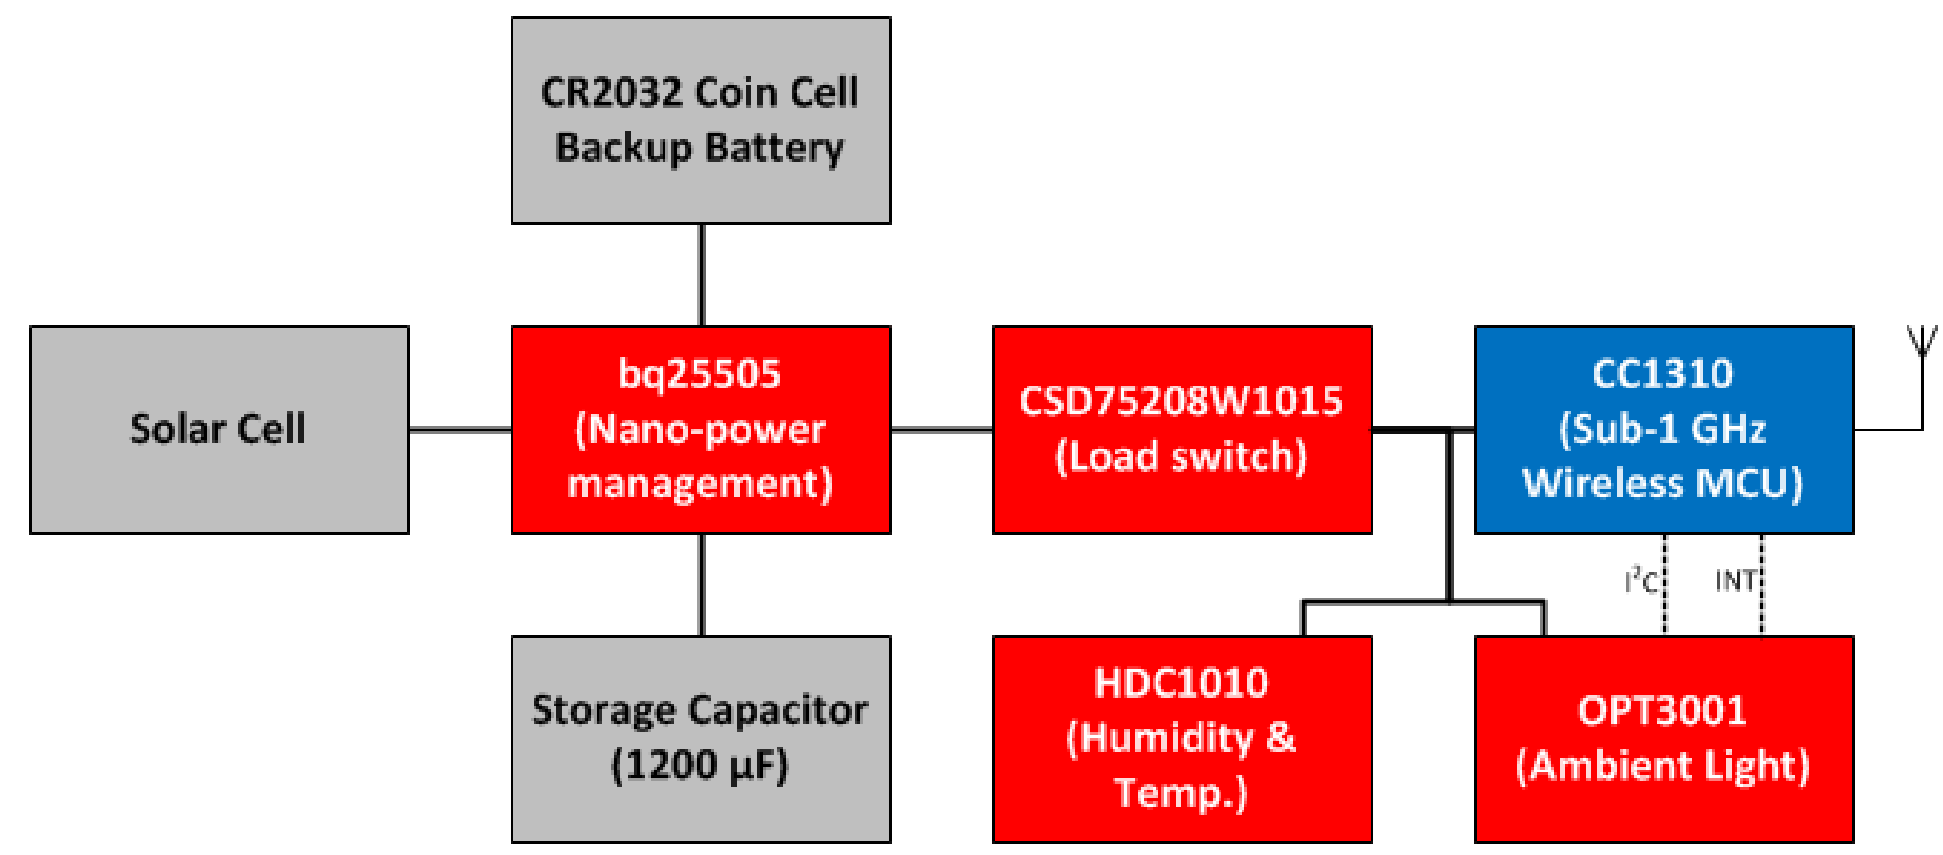 CR2032 Coin Cell
Backup Battery
Solar Cell
bq25505
(Nano-power
management)
CSD75208W1015
(Load switch)
CC1310
(Sub-1 GHz
Wireless MCU)
I²C
INT
Storage Capacitor
(1200 µF)
HDC1010
(Humidity &
Temp.)
OPT3001
(Ambient Light)